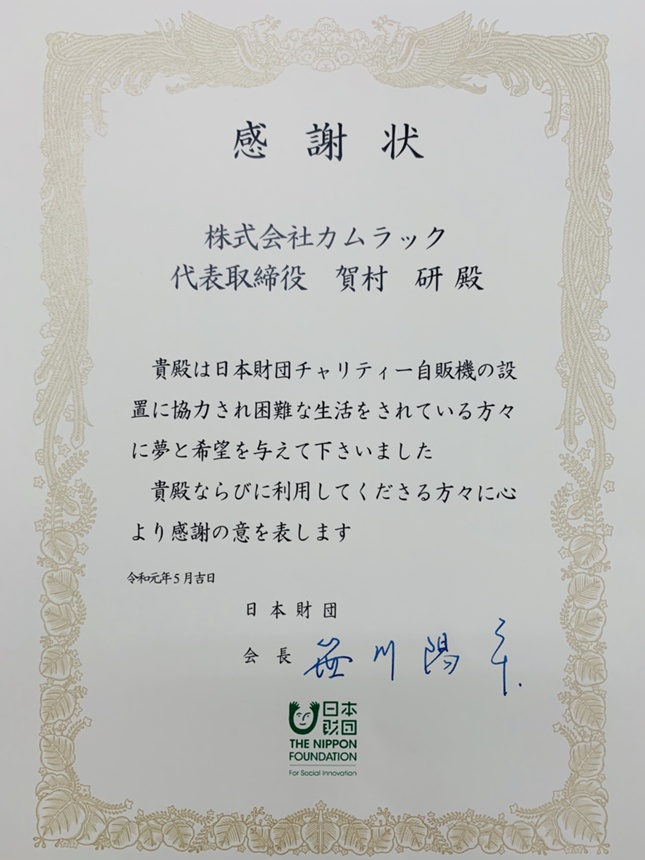 感謝状
株式会社カムラック
代表取締役 賀村 研 殿
貴殿は日本財団チャリティー自販機の設
置に協力され困難な生活をされている方々
に夢と希望を与えて下さいました
貴殿ならびに利用してくださる方々に心
より感謝の意を表します
令和元年5月吉日
日本財団
会長 笹川陽平
日本
財団
THE NIPPON
FOUNDATION
For Social Innovation